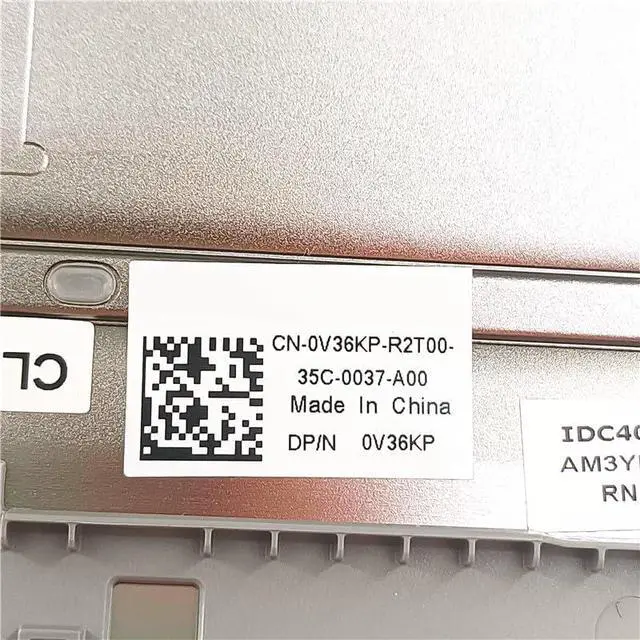 CN-0V36KP-R2T00-
35C-0037-A00
Made In China
DP/N 0V36KP
CL
IDC40
AM3Y
RN